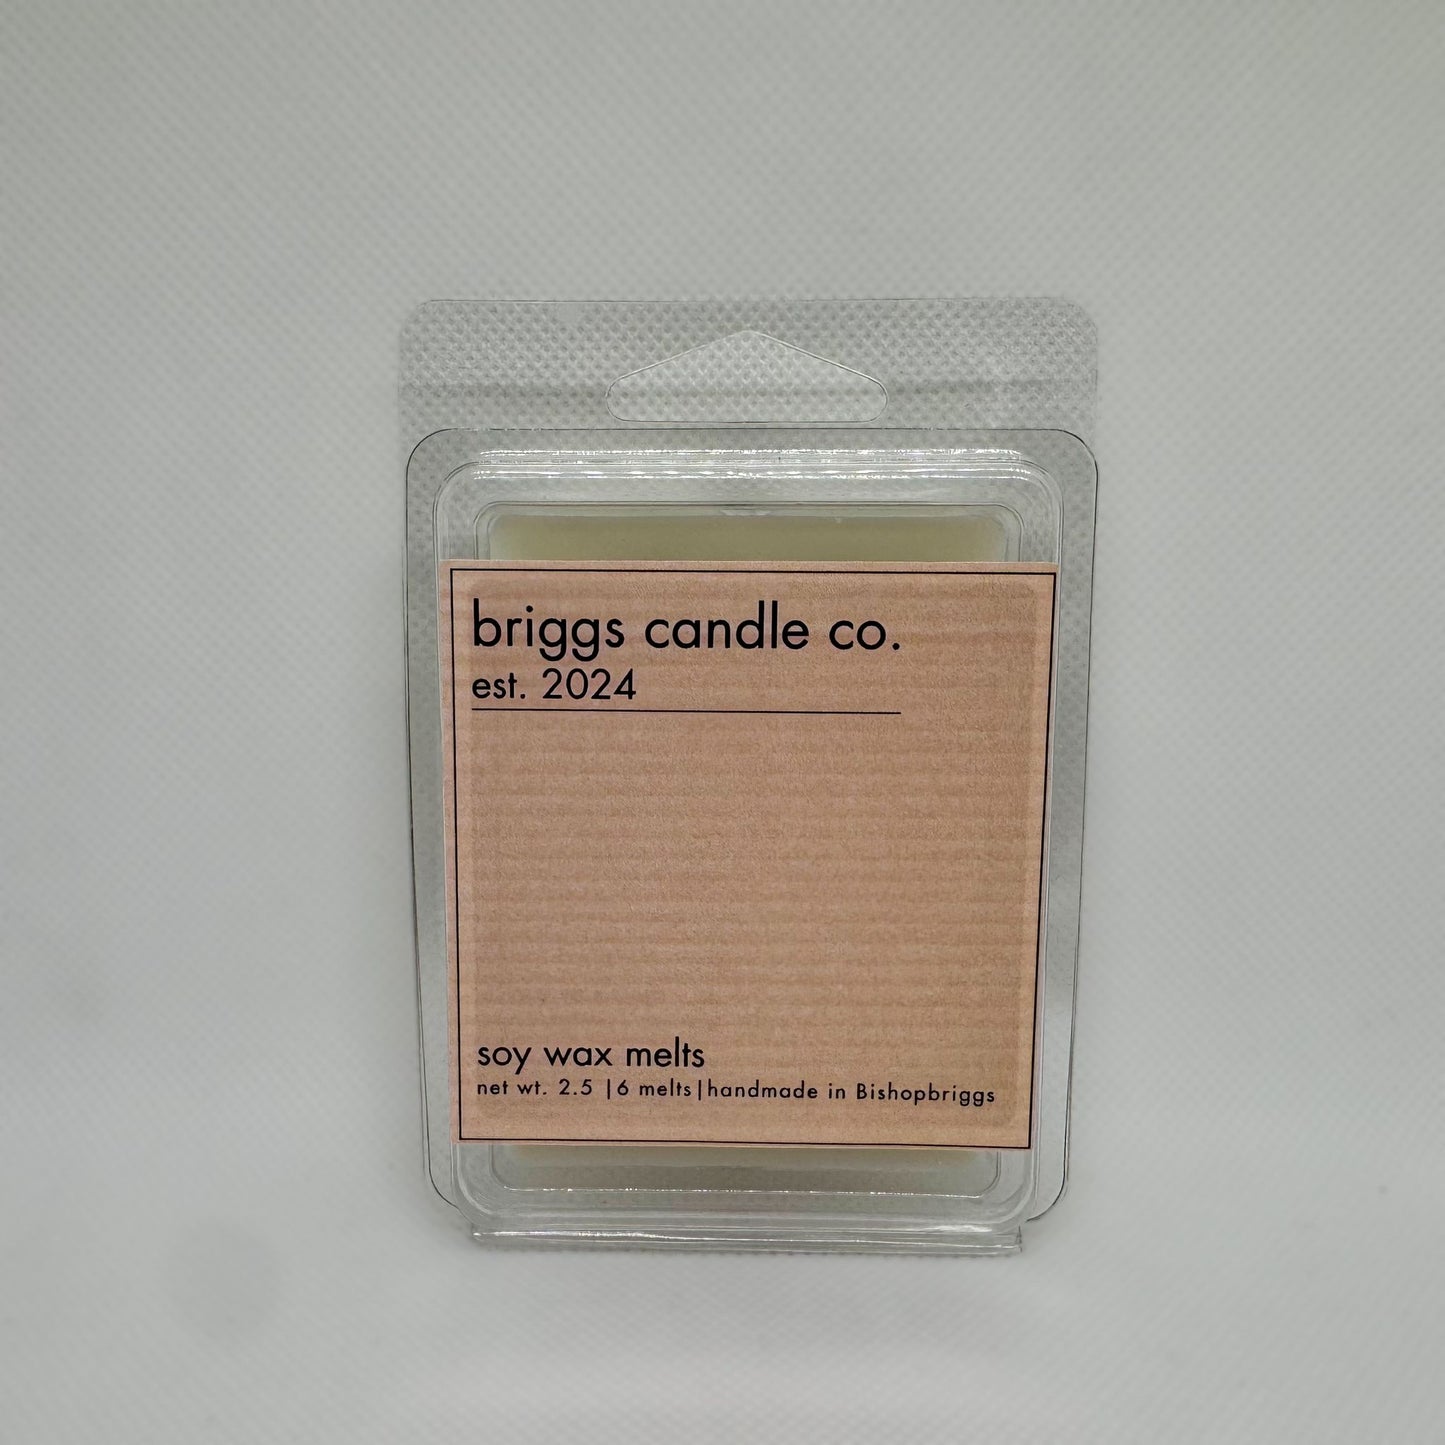 briggs candle co.
est. 2024
soy wax melts
net wt. 2.5 |6 melts|handmade in Bishopbriggs